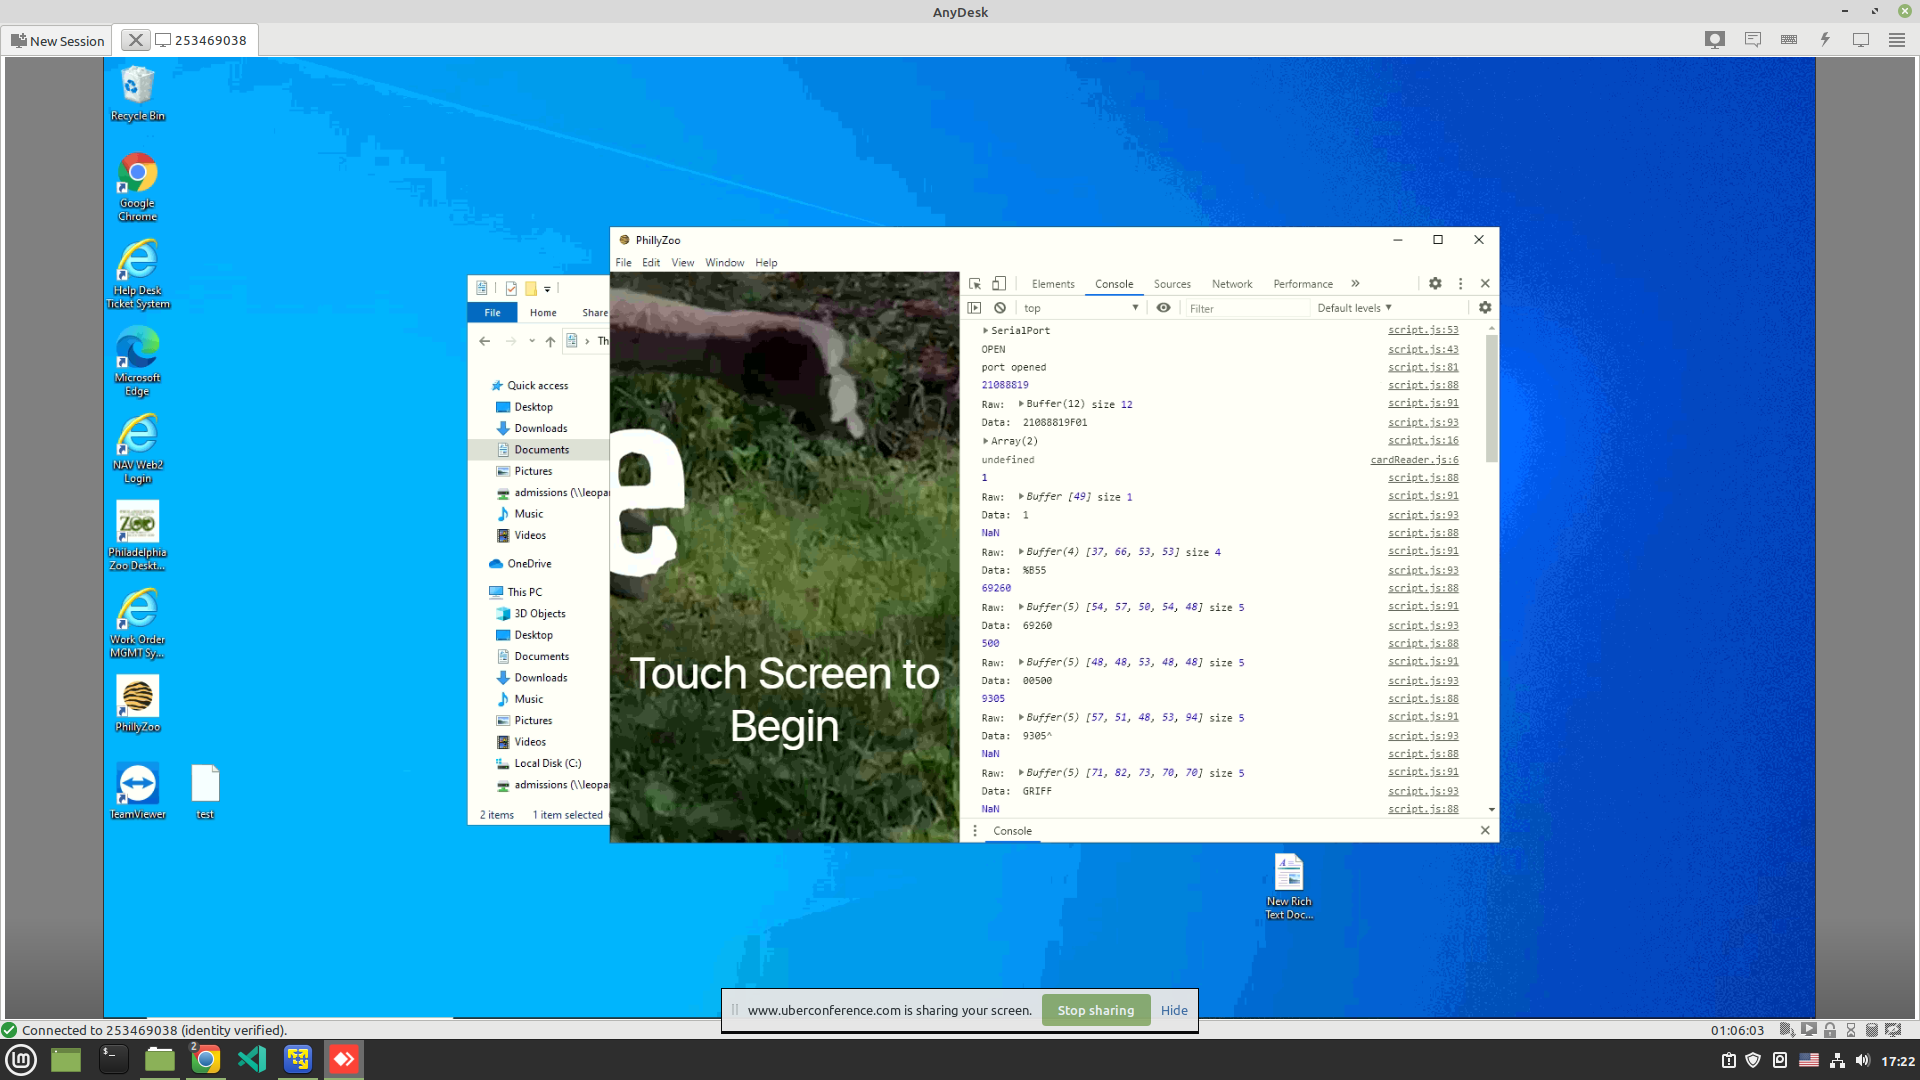 AnyDesk
New Session
253469038
Recycle Bin
Google
Chrome
Help Desk
Ticket System
Microsoft
Edge
NAV Web2
Login
Philadelphia
Zoo Deskt...
Work Order
MGMT Sy...
PhillyZoo
TeamViewer
test
File
Home
Share
Quick access
Desktop
Downloads
Documents
Pictures
admissions (\\leopar
Music
Videos
OneDrive
This PC
3D Objects
Desktop
Documents
Downloads
Music
Pictures
Videos
Local Disk (C:)
admissions (\\leopar
2 items
1 item selected
PhillyZoo
File Edit View Window Help
e
Touch Screen to
Begin
Elements Console Sources Network Performance »
top
Filter
Default levels
SerialPort script.js:53
OPEN script.js:43
port opened script.js:81
21088819 script.js:88
Raw: Buffer(12) size 12 script.js:91
Data: 21088819F01 script.js:93
Array(2) script.js:16
undefined cardReader.js:6
1 script.js:88
Raw: Buffer [49] size 1 script.js:91
Data: 1 script.js:93
NaN script.js:88
Raw: Buffer(4) [37, 66, 53, 53] size 4 script.js:91
Data: %B55 script.js:93
69260 script.js:88
Raw: Buffer(5) [54, 57, 50, 54, 48] size 5 script.js:91
Data: 69260 script.js:93
500 script.js:88
Raw: Buffer(5) [48, 48, 53, 48, 48] size 5 script.js:91
Data: 00500 script.js:93
9305 script.js:88
Raw: Buffer(5) [57, 51, 48, 53, 94] size 5 script.js:91
Data: 9305^ script.js:93
NaN script.js:88
Raw: Buffer(5) [71, 82, 73, 70, 70] size 5 script.js:91
Data: GRIFF script.js:93
NaN script.js:88
Console
New Rich
Text Doc...
www.uberconference.com is sharing your screen.
Stop sharing
Hide
Connected to 253469038 (identity verified).
01:06:03
2
17:22